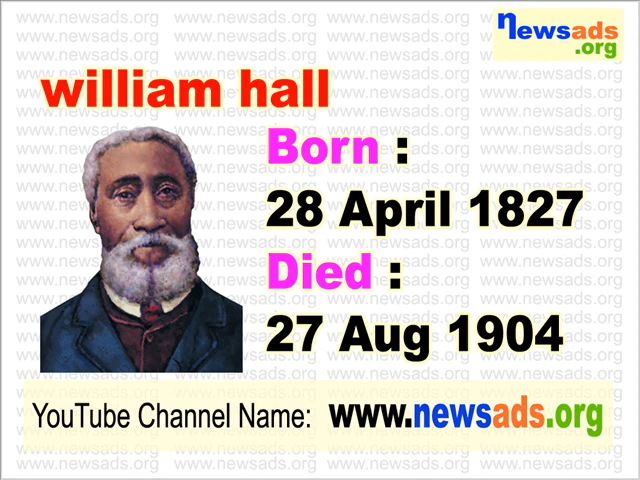 newsads
.org
william hall
Born :
28 April 1827
Died :
27 Aug 1904
YouTube Channel Name: www.newsads.org